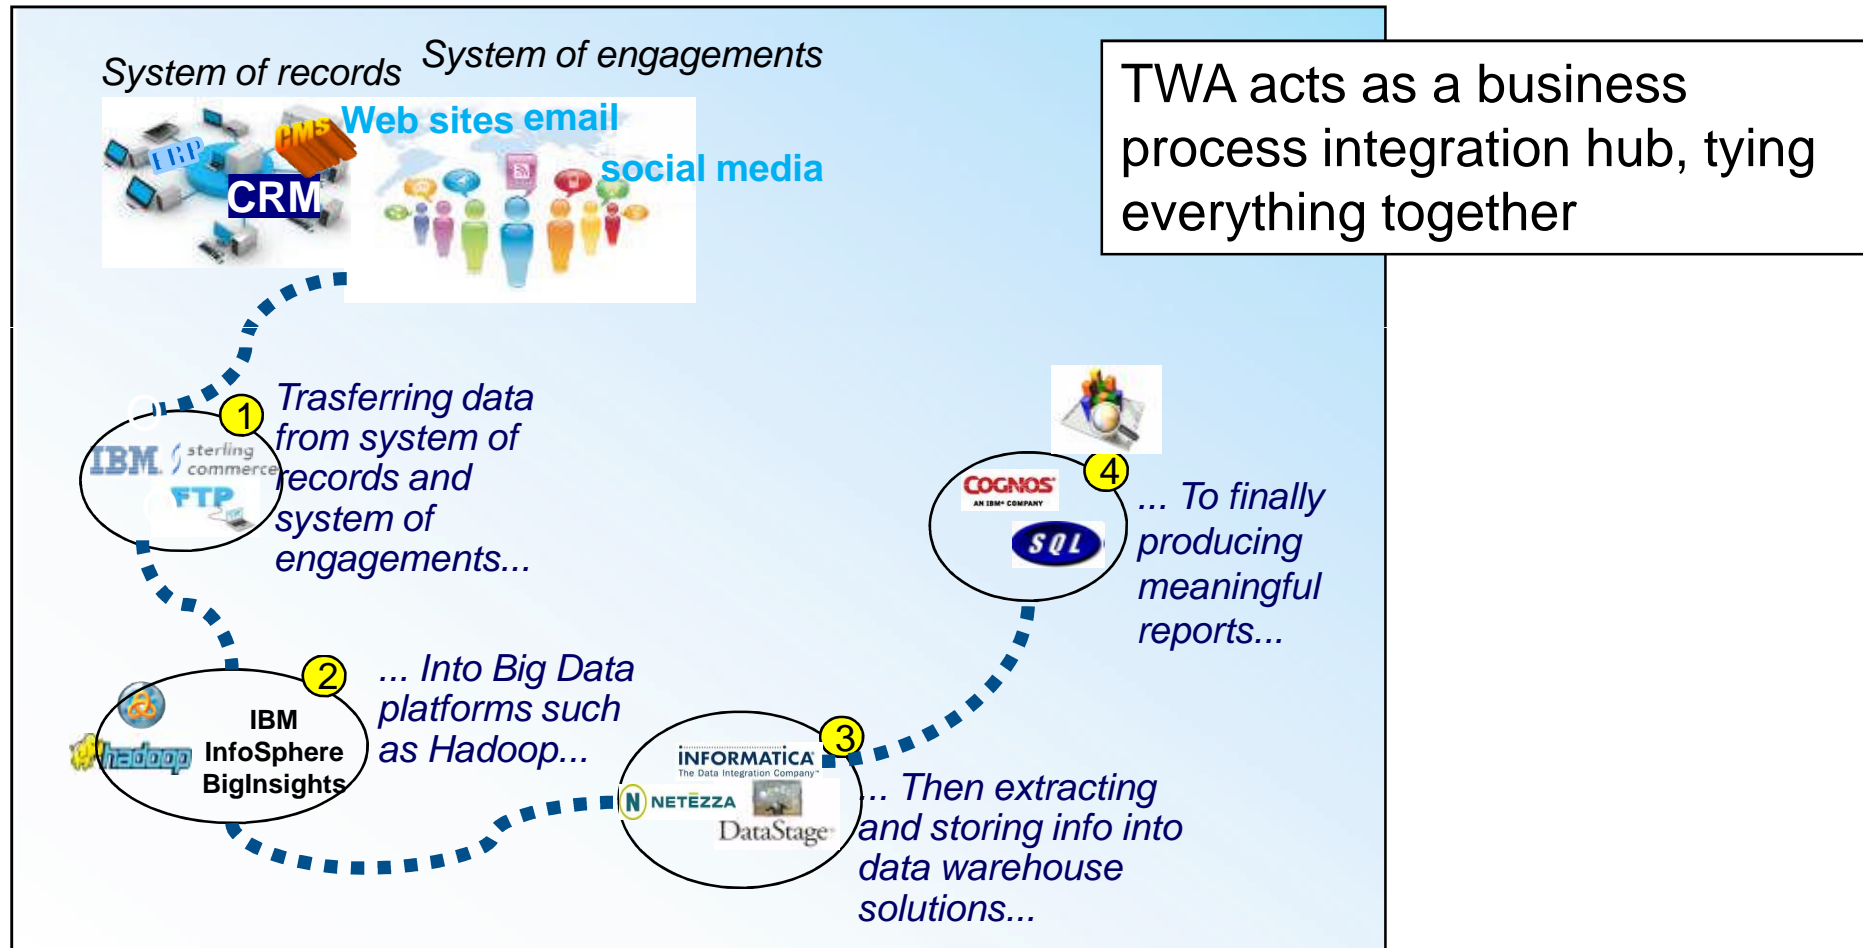 System of records
System of engagements
TWA acts as a business
process integration hub, tying
everything together
ERP
CMS
CRM
Web sites email
social media
1
Trasferring data
from system of
records and
system of
engagements...
IBM sterling
commerce
FTP
2
... Into Big Data
platforms such
as Hadoop...
hadoop
IBM
InfoSphere
BigInsights
3
INFORMATICA
The Data Integration Company™
N NETEZZA
DataStage
... Then extracting
and storing info into
data warehouse
solutions...
4
COGNOS
AN IBM® COMPANY
SQL
... To finally
producing
meaningful
reports...